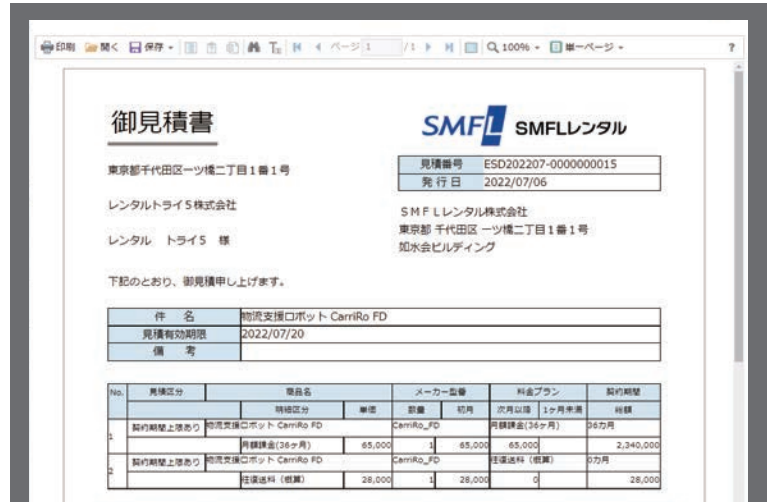 印刷 開く 保存 ページ 1 / 1 100% 単一ページ ?
御見積書
SMFL SMFLレンタル
東京都千代田区一ツ橋二丁目1番1号
見積番号 ESD202207-0000000015
発行日 2022/07/06
レンタルトライ5株式会社
レンタル トライ5 様
SMFLレンタル株式会社
東京都 千代田区 一ツ橋二丁目1番1号
如水会ビルディング
下記のとおり、御見積申し上げます。
件 名 物流支援ロボット CarriRo FD
見積有効期限 2022/07/20
備 考
No. 見積区分 商品名 メーカー型番 料金プラン 契約期間
明細区分 単価 数量 初月 次月以降 1ヶ月未満 総額
1 契約期間上限あり 物流支援ロボット CarriRo FD CarriRo_FD 月額課金(36ヶ月) 36カ月
月額課金(36ヶ月) 65,000 1 65,000 65,000 2,340,000
2 契約期間上限あり 物流支援ロボット CarriRo FD CarriRo_FD 往復送料(概算) 0カ月
往復送料(概算) 28,000 1 28,000 0 28,000